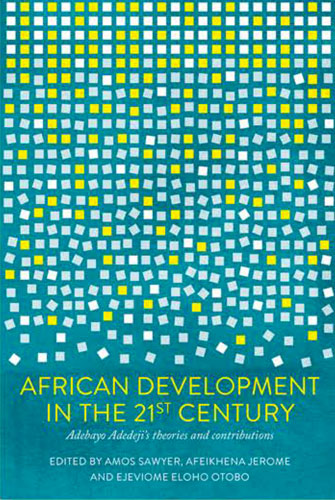 AFRICAN DEVELOPMENT
IN THE 21ST CENTURY
Adebayo Adedeji's theories and contributions
EDITED BY AMOS SAWYER, AFEIKHENA JEROME
AND EJEVIOME ELOHO OTOBO